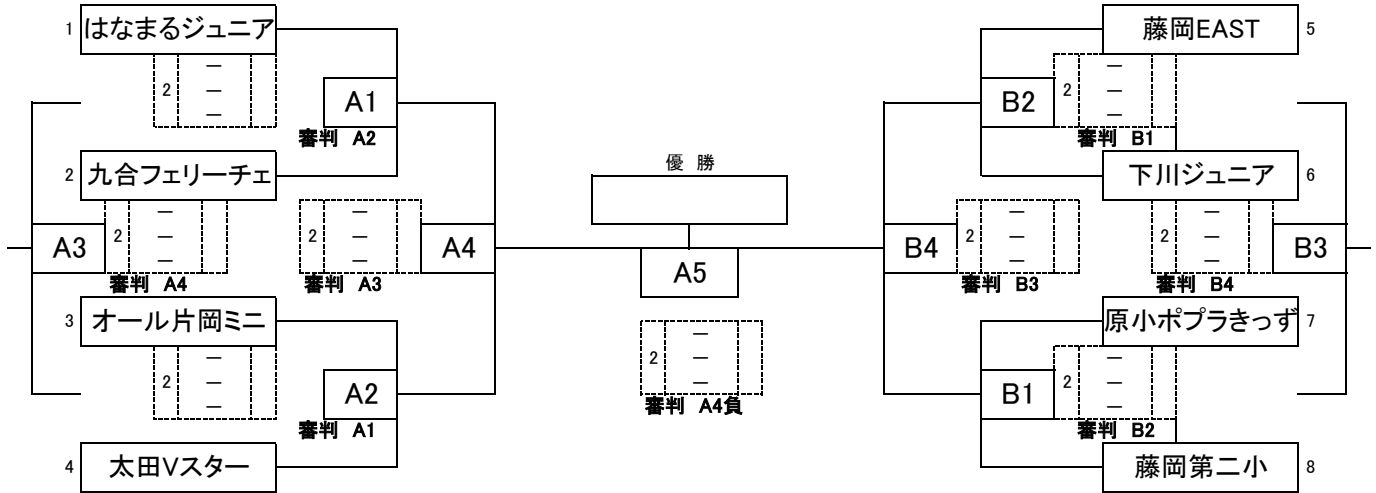 1 はなまるジュニア
2 －
－
－
A1
審判 A2
2 九合フェリーチェ
A3
2 －
－
－
審判 A4
2 －
－
－
A4
審判 A3
3 オール片岡ミニ
2 －
－
－
A2
審判 A1
4 太田Vスター
優 勝
A5
2 －
－
－
審判 A4負
藤岡EAST 5
B2
2 －
－
－
審判 B1
下川ジュニア 6
B4
2 －
－
－
審判 B3
2 －
－
－
B3
審判 B4
原小ポプラきっず 7
B1
2 －
－
－
審判 B2
藤岡第二小 8